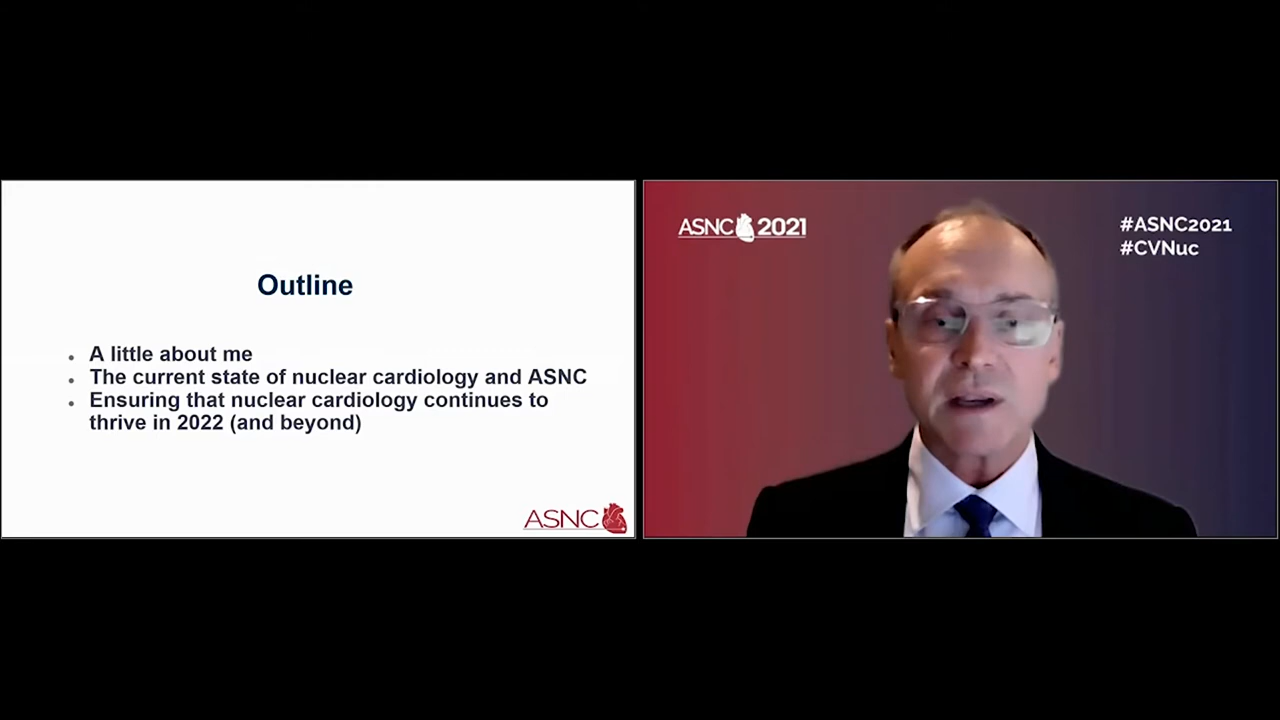 Outline
• A little about me
• The current state of nuclear cardiology and ASNC
• Ensuring that nuclear cardiology continues to
thrive in 2022 (and beyond)
ASNC
ASNC 2021
#ASNC2021
#CVNuc